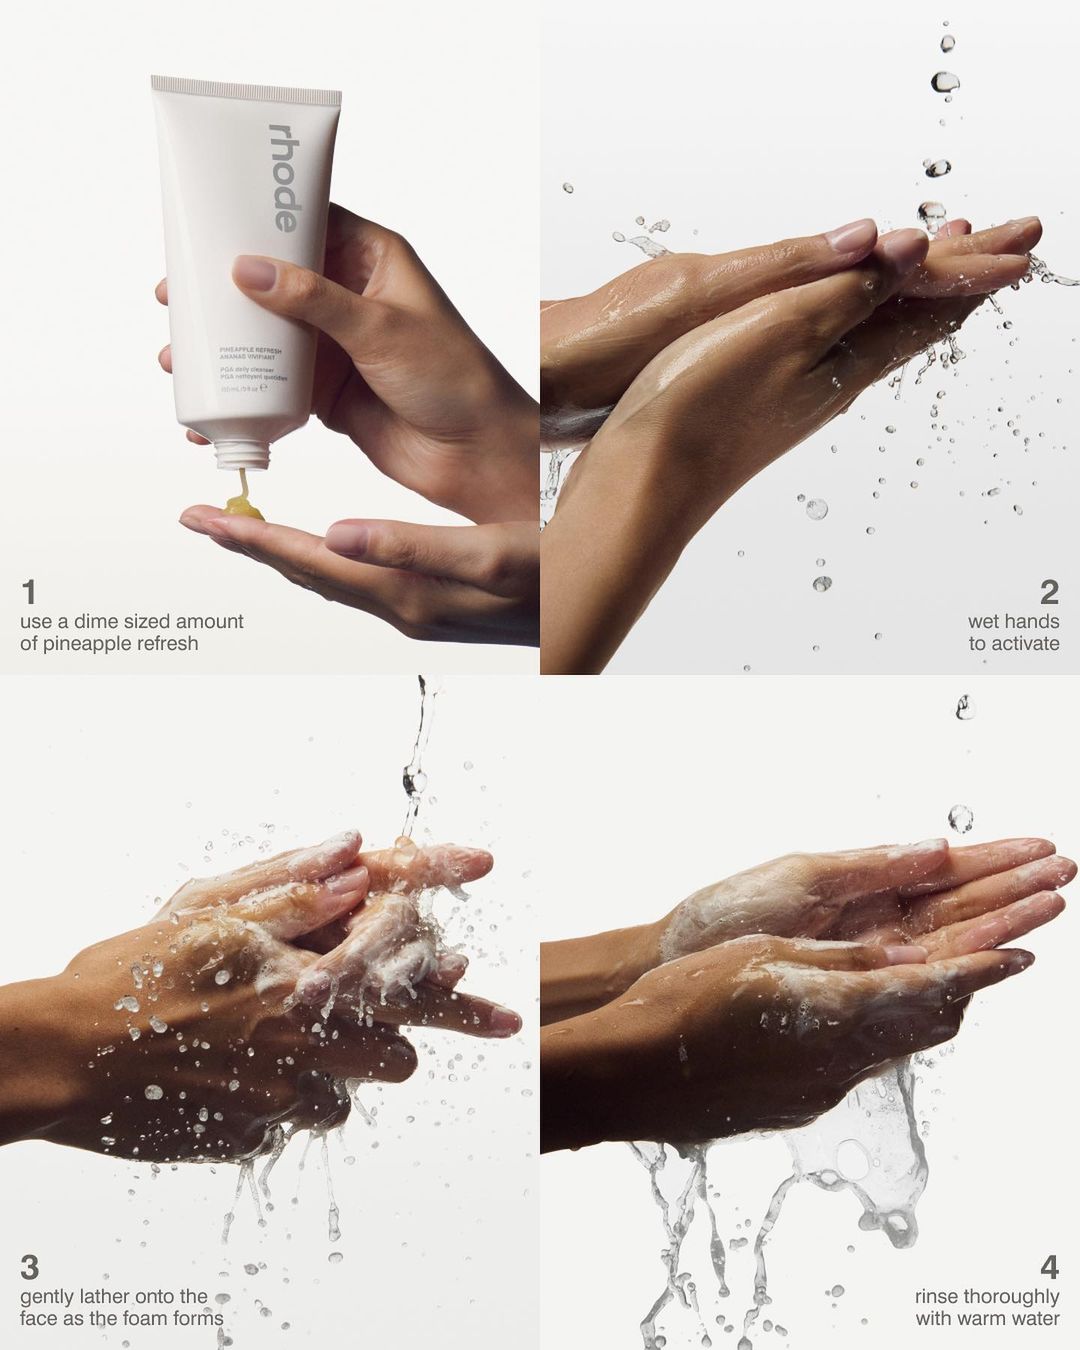 rhode
PINEAPPLE REFRESH
ANANAS VIVIFIANT
PGA daily cleanser
PGA nettoyant quotidien
1
use a dime sized amount
of pineapple refresh
2
wet hands
to activate
3
gently lather onto the
face as the foam forms
4
rinse thoroughly
with warm water